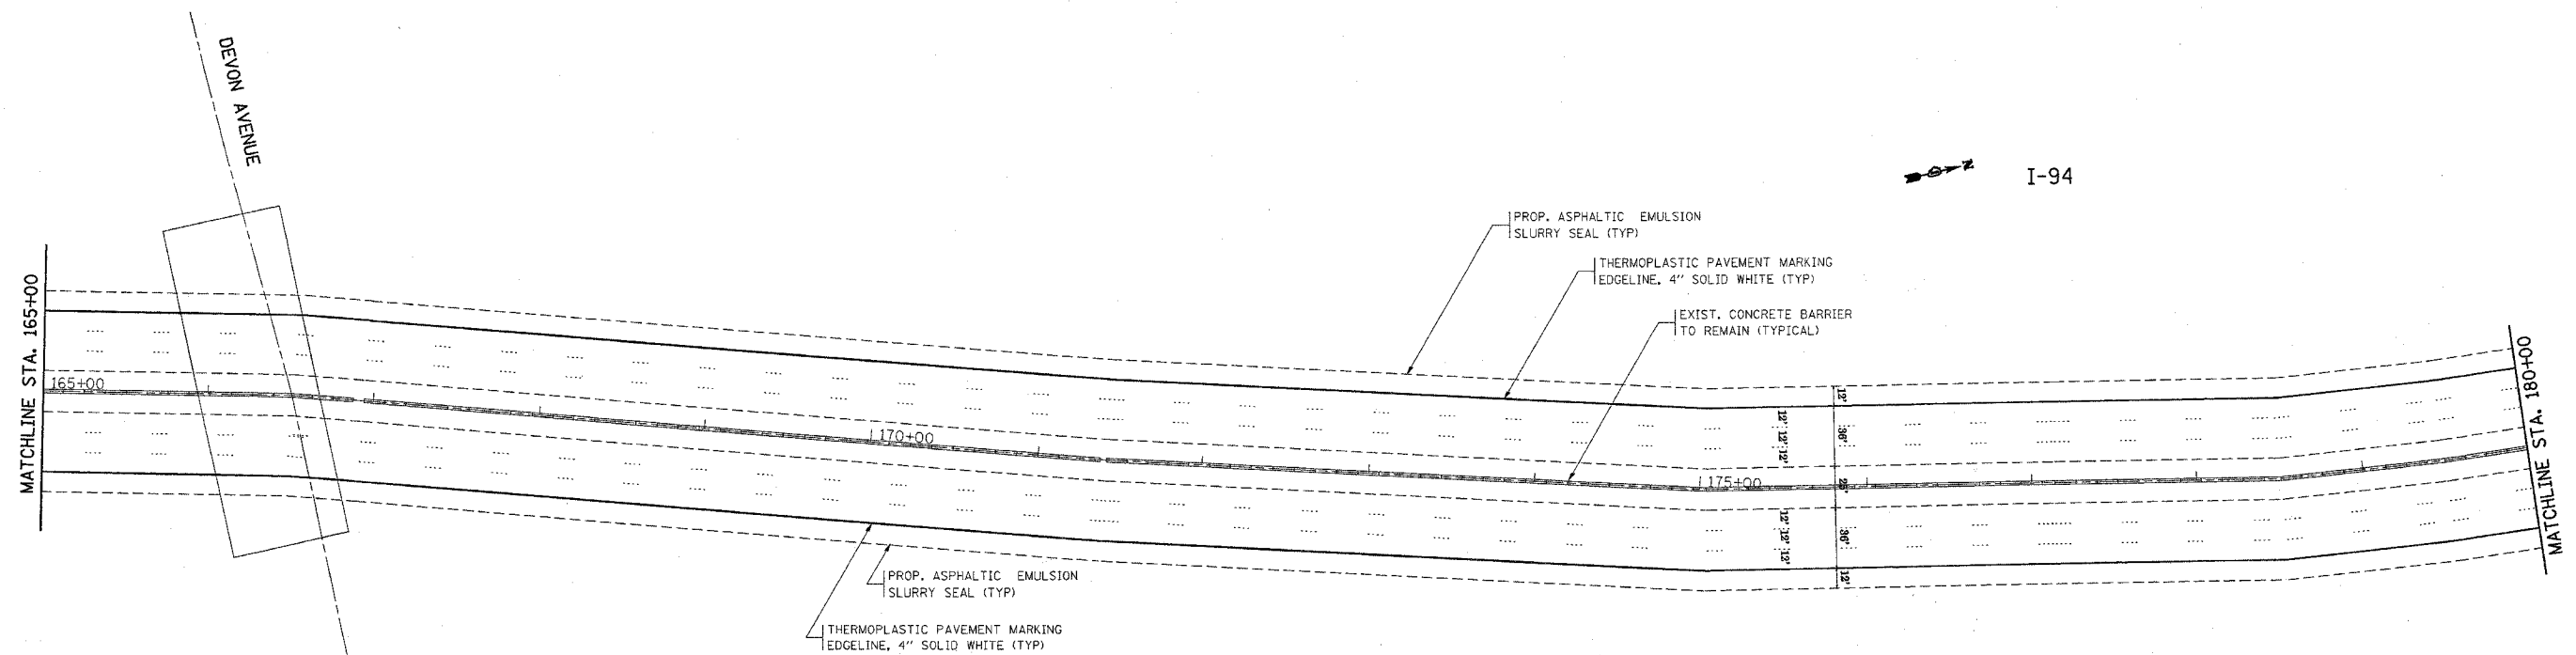 DEVON AVENUE
N
I-94
PROP. ASPHALTIC EMULSION
SLURRY SEAL (TYP)
THERMOPLASTIC PAVEMENT MARKING
EDGELINE, 4" SOLID WHITE (TYP)
EXIST. CONCRETE BARRIER
TO REMAIN (TYPICAL)
MATCHLINE STA. 165+00
165+00
170+00
175+00
12'
36'
12' 12' 12'
25'
12' 12' 12'
36'
12'
MATCHLINE STA. 180+00
PROP. ASPHALTIC EMULSION
SLURRY SEAL (TYP)
THERMOPLASTIC PAVEMENT MARKING
EDGELINE, 4" SOLID WHITE (TYP)